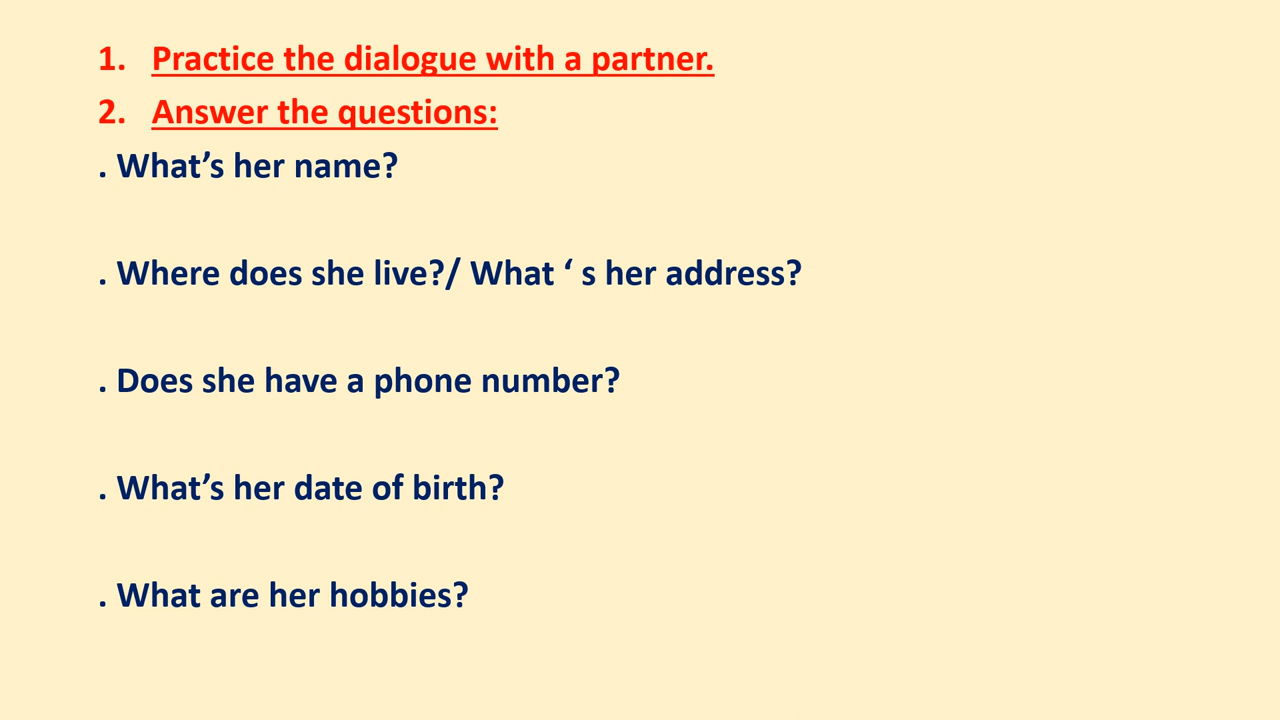 1. Practice the dialogue with a partner.
2. Answer the questions:
. What’s her name?
. Where does she live?/ What ‘ s her address?
. Does she have a phone number?
. What’s her date of birth?
. What are her hobbies?